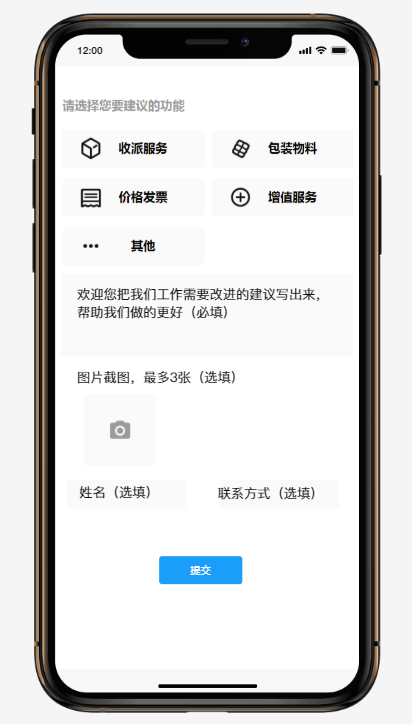 12:00
请选择您要建议的功能
收派服务
包装物料
价格发票
增值服务
其他
欢迎您把我们工作需要改进的建议写出来，
帮助我们做的更好（必填）
图片截图，最多3张（选填）
姓名（选填）
联系方式（选填）
提交